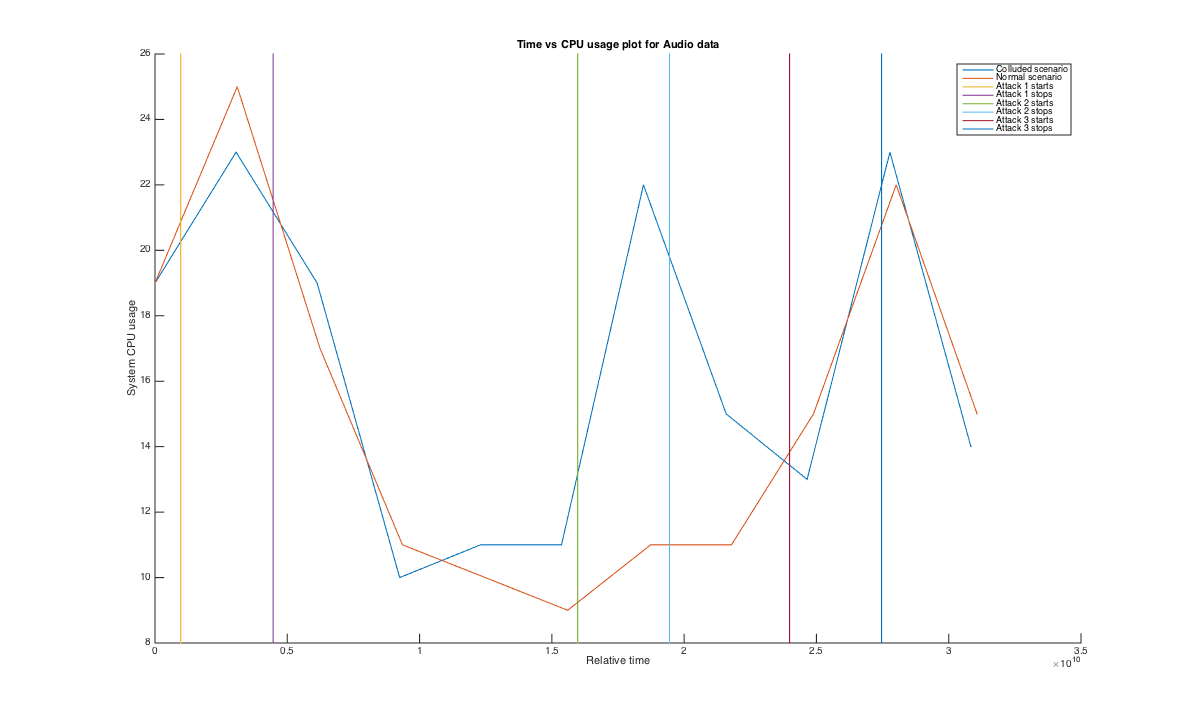 Time vs CPU usage plot for Audio data
26
24
22
20
18
16
14
12
10
8
System CPU usage
Colluded scenario
Normal scenario
Attack 1 starts
Attack 1 stops
Attack 2 starts
Attack 2 stops
Attack 3 starts
Attack 3 stops
0 0.5 1 1.5 2 2.5 3 3.5
Relative time
×10¹⁰